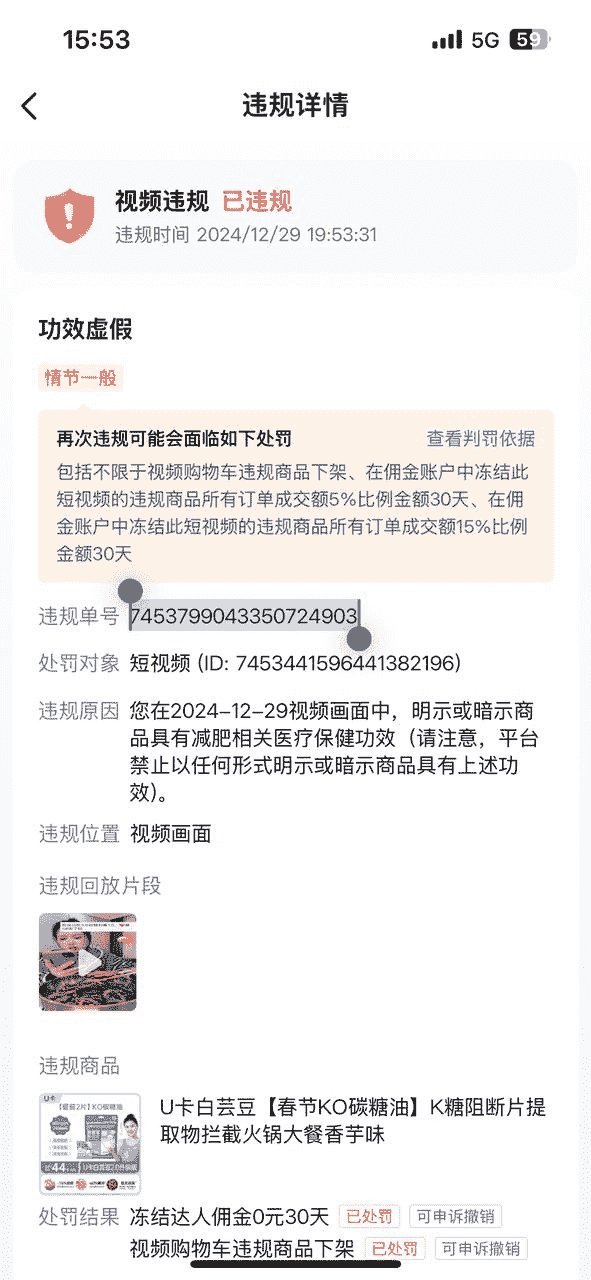 15:53
5G
59
违规详情
视频违规 已违规
违规时间 2024/12/29 19:53:31
功效虚假
情节一般
再次违规可能会面临如下处罚 查看判罚依据
包括不限于视频购物车违规商品下架、在佣金账户中冻结此
短视频的违规商品所有订单成交额5%比例金额30天、在佣
金账户中冻结此短视频的违规商品所有订单成交额15%比例
金额30天
违规单号 7453799043350724903
处罚对象 短视频 (ID: 7453441596441382196)
违规原因 您在2024-12-29视频画面中，明示或暗示商
品具有减肥相关医疗保健功效（请注意，平台
禁止以任何形式明示或暗示商品具有上述功
效）。
违规位置 视频画面
违规回放片段
违规商品
U卡
U卡白芸豆【春节KO碳糖油】K糖阻断片提
取物拦截火锅大餐香芋味
处罚结果 冻结达人佣金0元30天 已处罚 可申诉撤销
视频购物车违规商品下架 已处罚 可申诉撤销